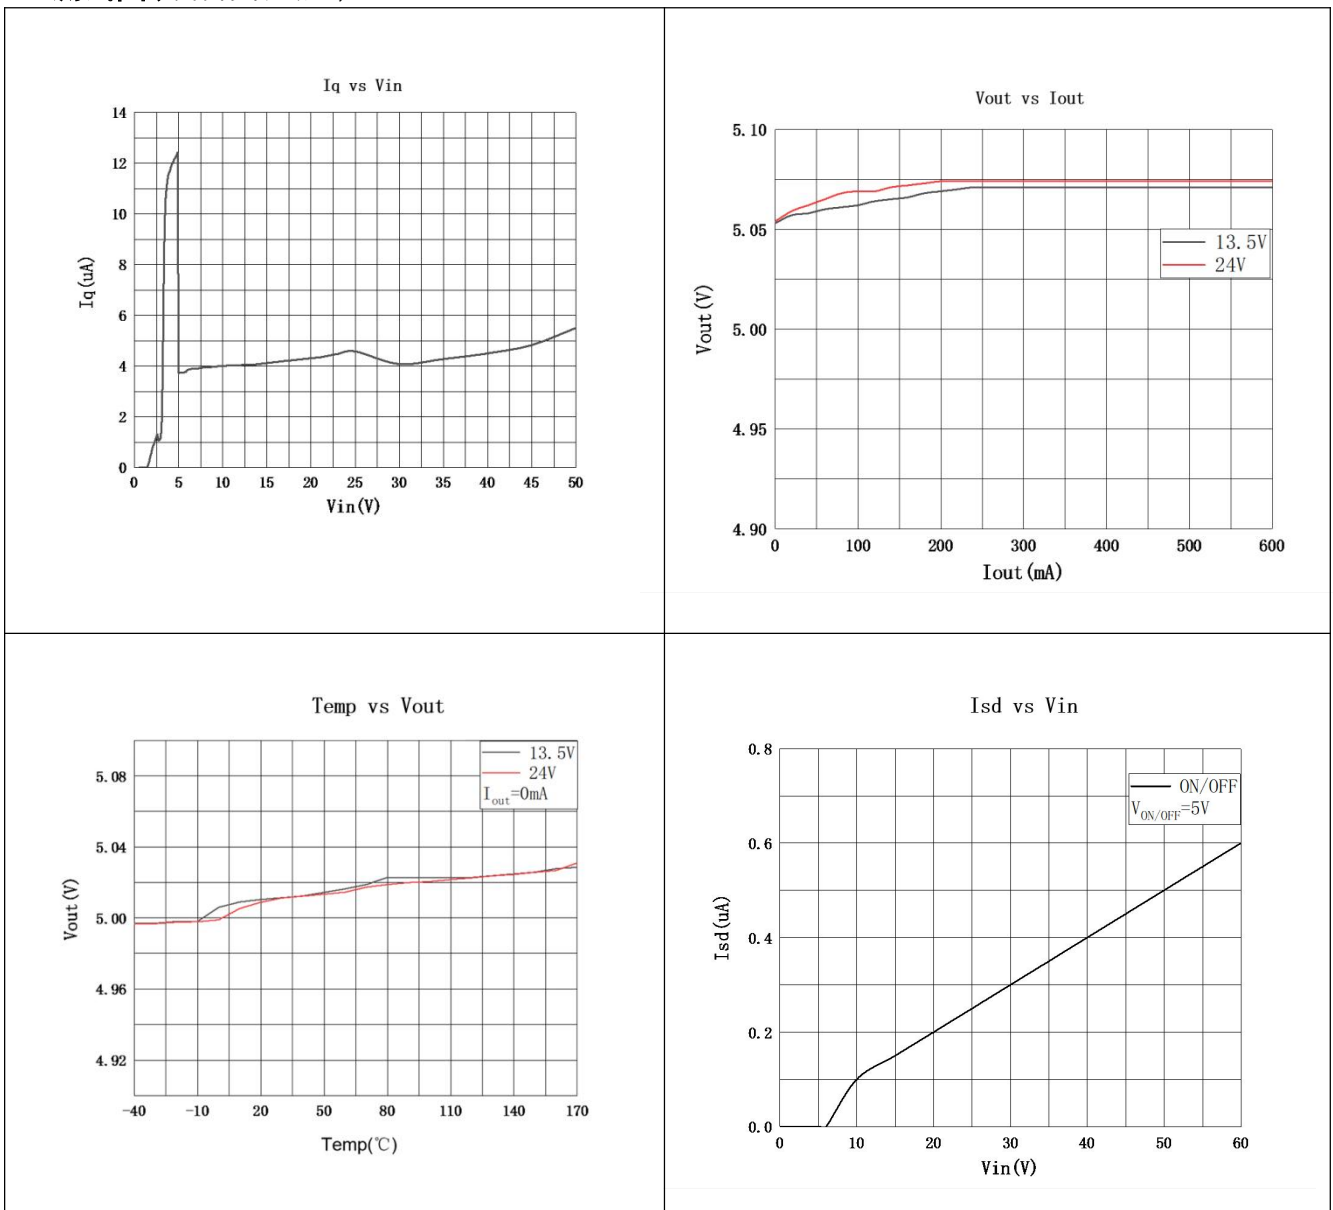 Iq vs Vin
14
12
10
8
6
4
2
0
Iq(uA)
0 5 10 15 20 25 30 35 40 45 50
Vin(V)
Vout vs Iout
5.10
5.05
5.00
4.95
4.90
Vout(V)
13.5V
24V
0 100 200 300 400 500 600
Iout(mA)
Temp vs Vout
5.08
5.04
5.00
4.96
4.92
Vout(V)
13.5V
24V
Iout=0mA
-40 -10 20 50 80 110 140 170
Temp(℃)
Isd vs Vin
0.8
0.6
0.4
0.2
0.0
Isd(uA)
ON/OFF
VON/OFF=5V
0 10 20 30 40 50 60
Vin(V)